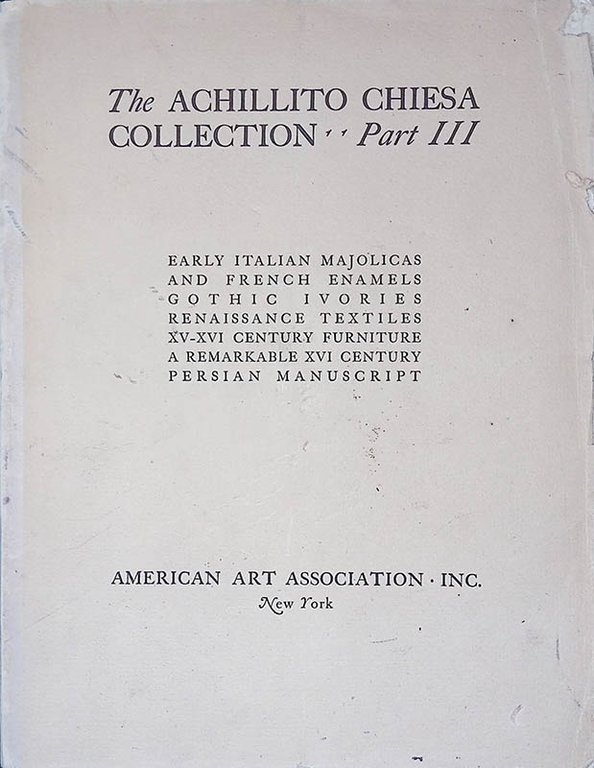 The ACHILLITO CHIESA
COLLECTION ‚‚ Part III
EARLY ITALIAN MAJOLICAS
AND FRENCH ENAMELS
GOTHIC IVORIES
RENAISSANCE TEXTILES
XV-XVI CENTURY FURNITURE
A REMARKABLE XVI CENTURY
PERSIAN MANUSCRIPT
AMERICAN ART ASSOCIATION · INC.
New York